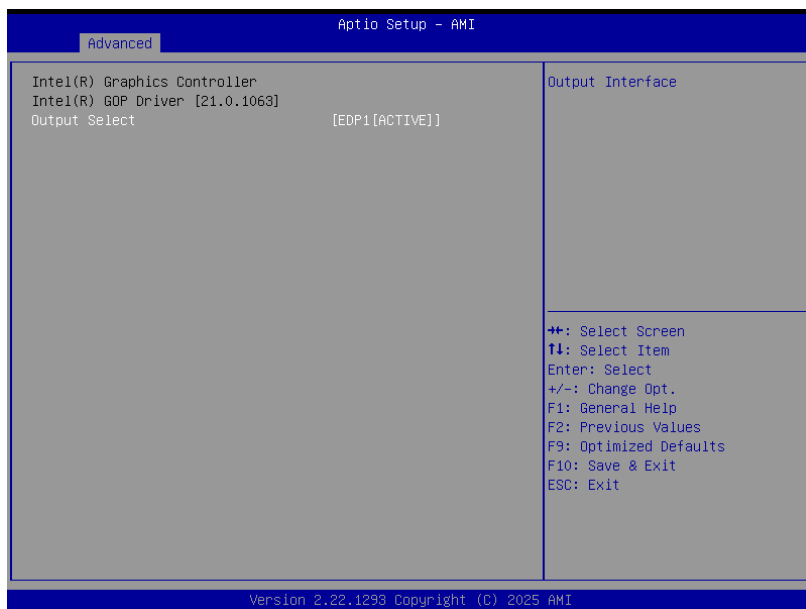 Aptio Setup – AMI
Advanced
Intel(R) Graphics Controller
Intel(R) GOP Driver [21.0.1063]
Output Select [EDP1[ACTIVE]]
Output Interface
→←: Select Screen
↑↓: Select Item
Enter: Select
+/-: Change Opt.
F1: General Help
F2: Previous Values
F9: Optimized Defaults
F10: Save & Exit
ESC: Exit
Version 2.22.1293 Copyright (C) 2025 AMI